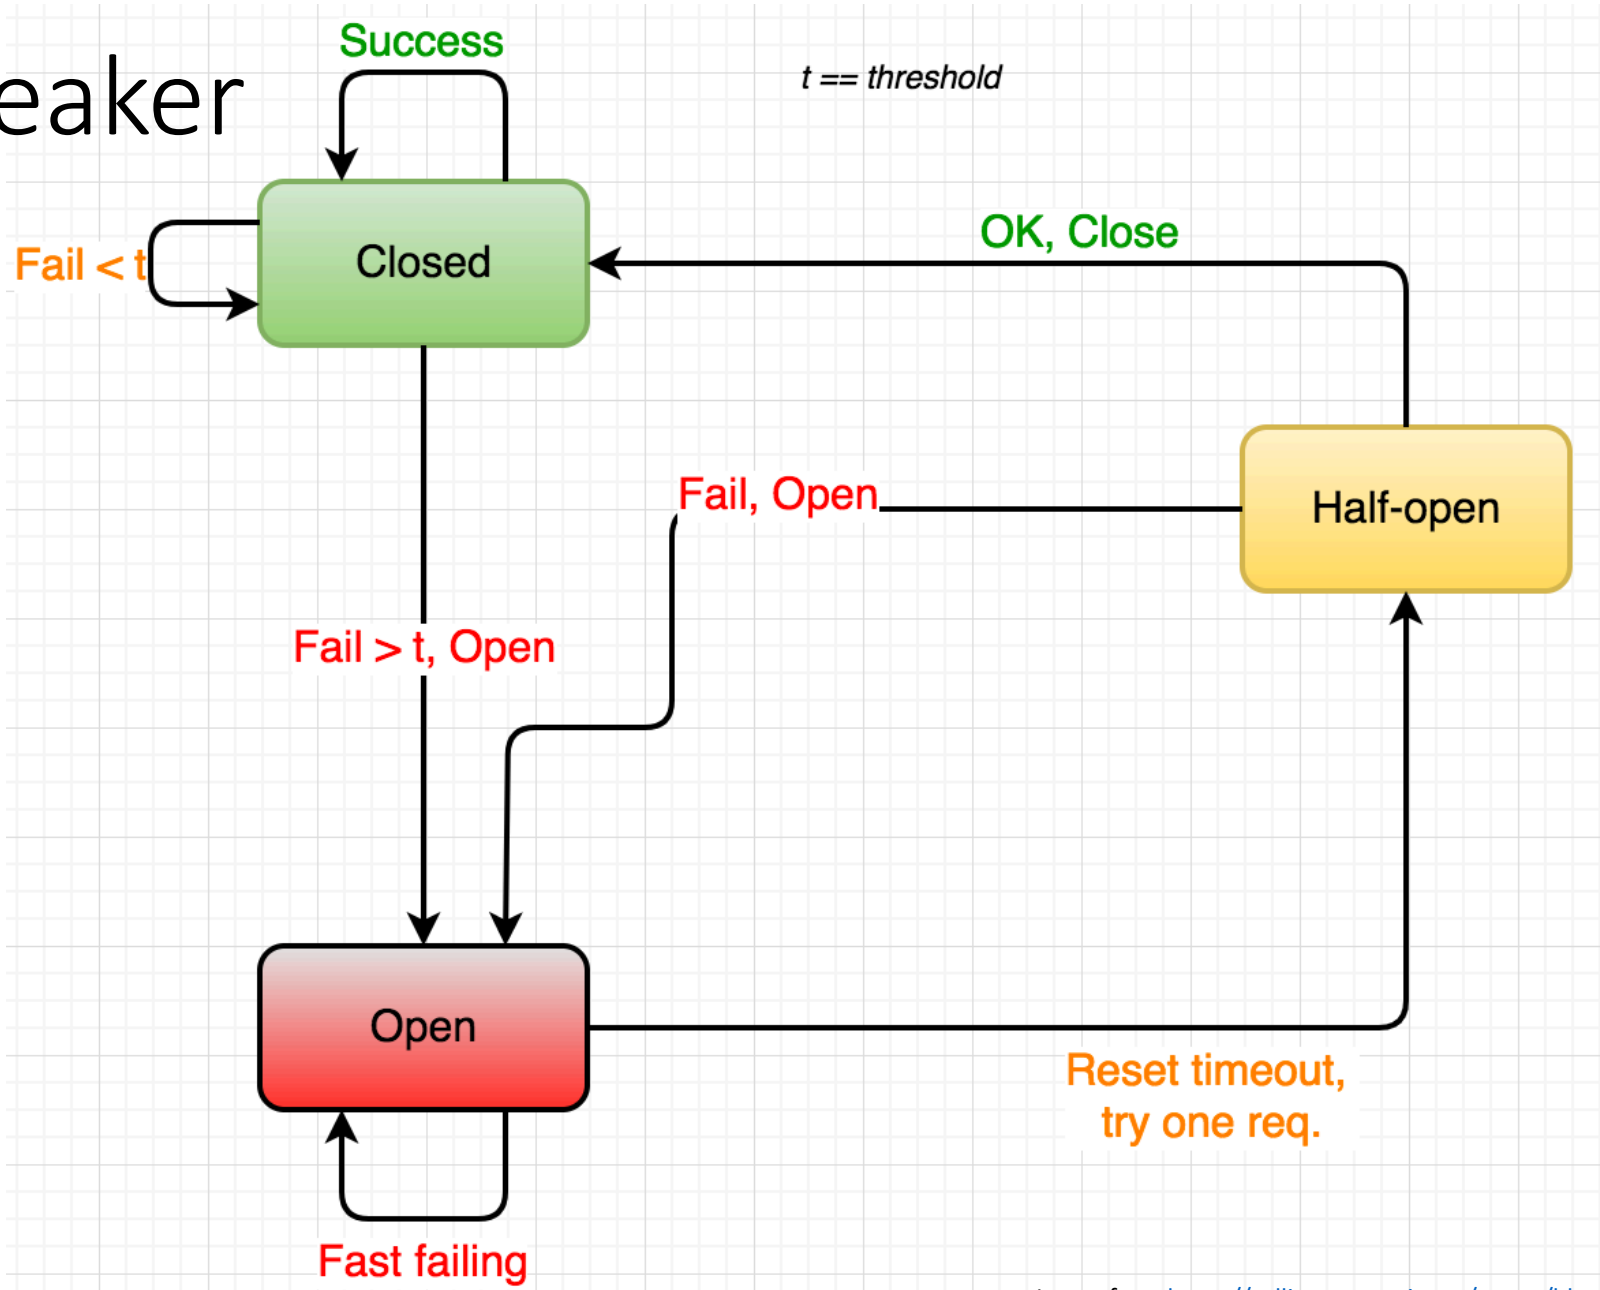 Success
eaker
t == threshold
OK, Close
Fail < t
Closed
Fail, Open
Half-open
Fail > t, Open
Open
Reset timeout,
try one req.
Fast failing